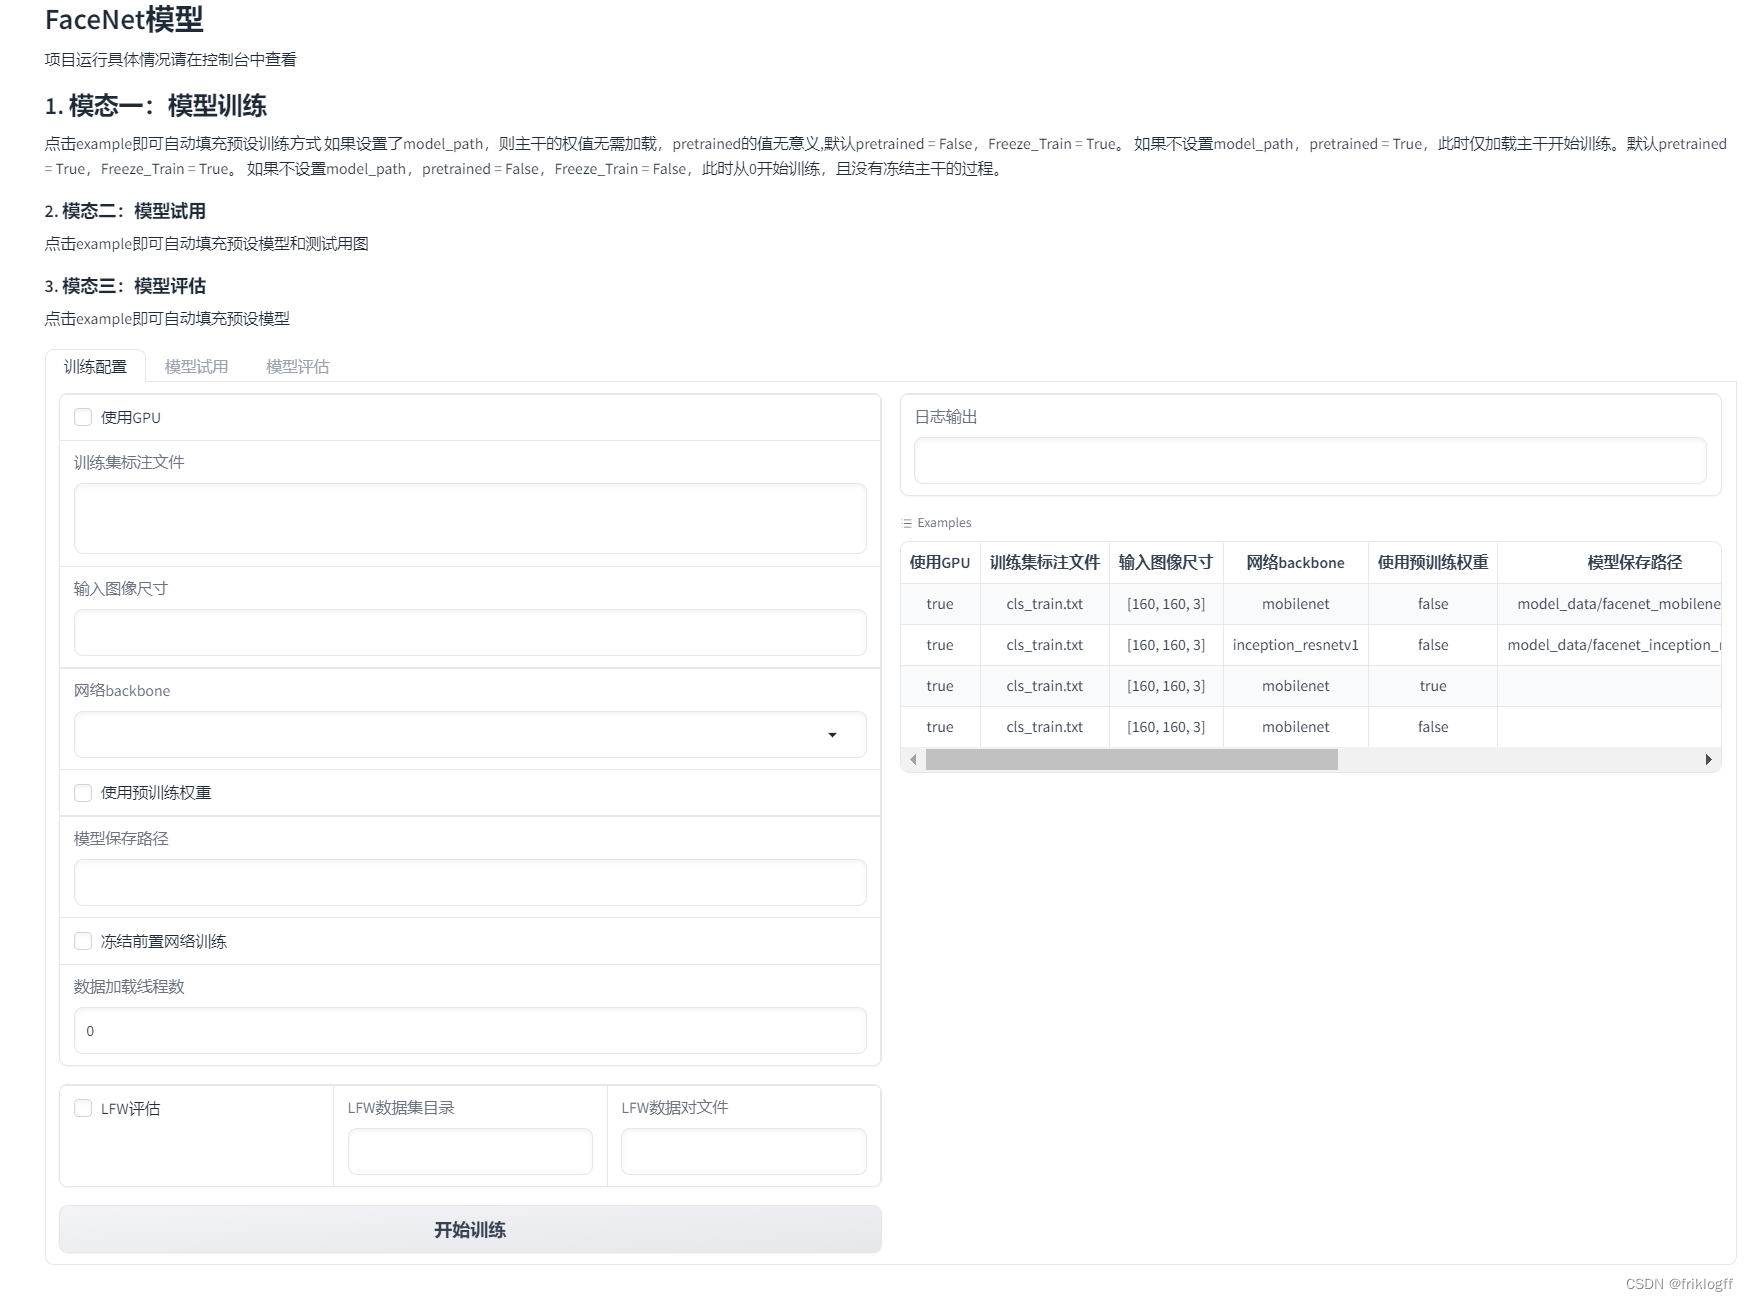 FaceNet模型
项目运行具体情况请在控制台中查看
1. 模态一：模型训练
点击example即可自动填充预设训练方式 如果设置了model_path，则主干的权值无需加载，pretrained的值无意义,默认pretrained = False，Freeze_Train = True。 如果不设置model_path，pretrained = True，此时仅加载主干开始训练。默认pretrained
= True，Freeze_Train = True。 如果不设置model_path，pretrained = False，Freeze_Train = False，此时从0开始训练，且没有冻结主干的过程。
2. 模态二：模型试用
点击example即可自动填充预设模型和测试用图
3. 模态三：模型评估
点击example即可自动填充预设模型
训练配置 模型试用 模型评估
使用GPU
训练集标注文件
输入图像尺寸
网络backbone
使用预训练权重
模型保存路径
冻结前置网络训练
数据加载线程数
0
LFW评估 LFW数据集目录 LFW数据对文件
开始训练
日志输出
Examples
使用GPU 训练集标注文件 输入图像尺寸 网络backbone 使用预训练权重 模型保存路径
true cls_train.txt [160, 160, 3] mobilenet false model_data/facenet_mobilene
true cls_train.txt [160, 160, 3] inception_resnetv1 false model_data/facenet_inception_
true cls_train.txt [160, 160, 3] mobilenet true
true cls_train.txt [160, 160, 3] mobilenet false
CSDN @friklogff